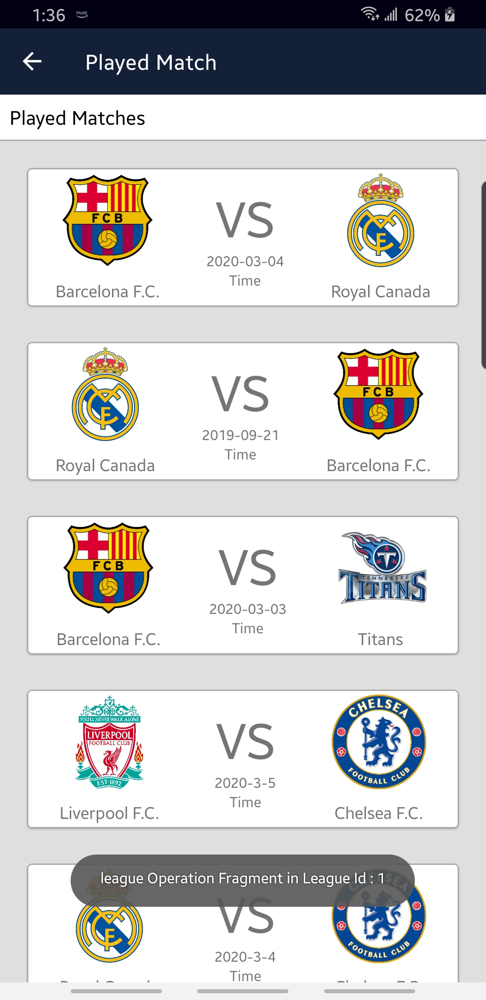 1:36 music 62%
Played Match
Played Matches
FCB
VS
2020-03-04
Time
Barcelona F.C.
Royal Canada
VS
FCB
2019-09-21
Time
Royal Canada
Barcelona F.C.
FCB
VS
TENNESSEE
TITANS
2020-03-03
Time
Barcelona F.C.
Titans
YOU'LL NEVER WALK ALONE
LIVERPOOL
FOOTBALL CLUB
EST·1892
VS
CHELSEA
FOOTBALL CLUB
2020-3-5
Time
Liverpool F.C.
Chelsea F.C.
league Operation Fragment in League Id : 1
VS
CHELSEA
FOOTBALL CLUB
2020-3-4
Time